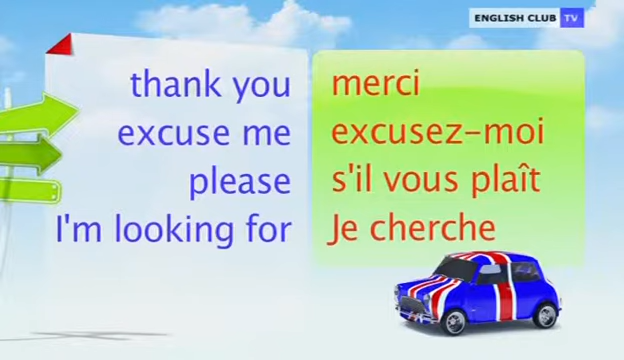 ENGLISH CLUB TV
thank you merci
excuse me excusez-moi
please s'il vous plaît
I'm looking for Je cherche